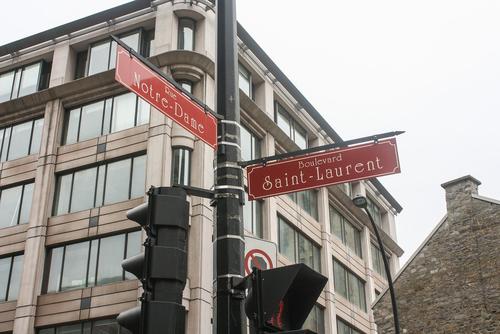 Rue
Notre-Dame
Boulevard
Saint-Laurent